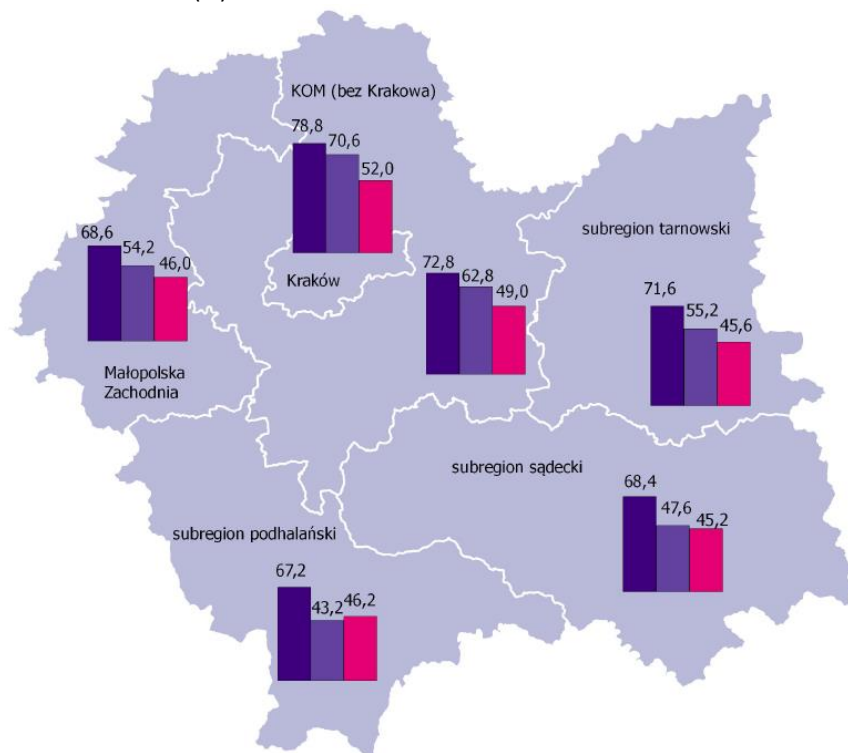 KOM (bez Krakowa)
78,8
70,6
52,0
68,6
54,2
46,0
Kraków
72,8
62,8
49,0
subregion tarnowski
71,6
55,2
45,6
Małopolska
Zachodnia
subregion sądecki
68,4
47,6
45,2
subregion podhalański
67,2
43,2
46,2